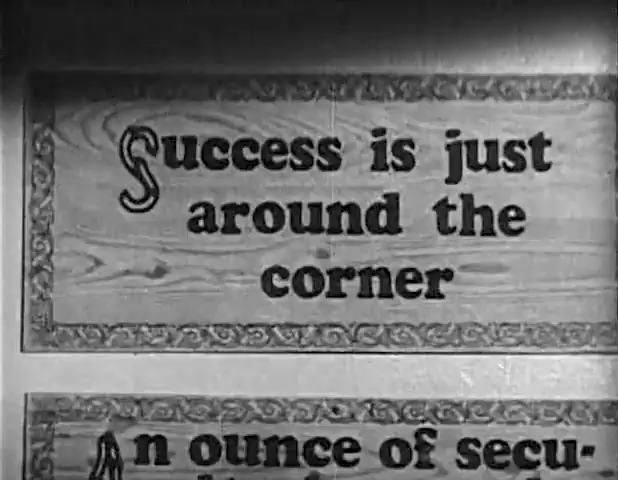 Success is just
around the
corner
An ounce of secu-